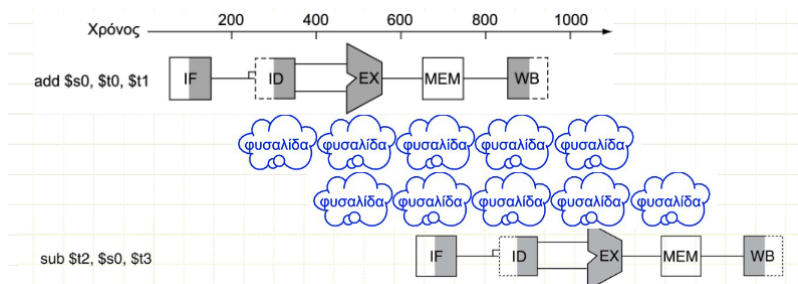 Χρόνος 200 400 600 800 1000
add $s0, $t0, $t1 IF ID EX MEM WB
φυσαλίδα φυσαλίδα φυσαλίδα φυσαλίδα φυσαλίδα
φυσαλίδα φυσαλίδα φυσαλίδα φυσαλίδα φυσαλίδα
sub $t2, $s0, $t3 IF ID EX MEM WB